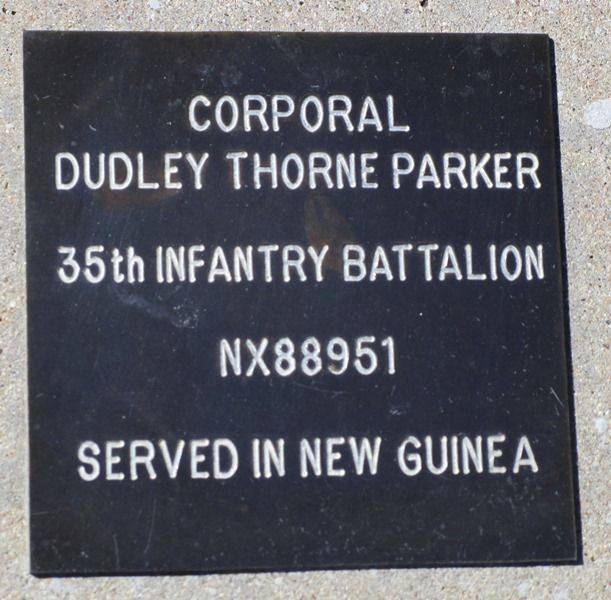 CORPORAL
DUDLEY THORNE PARKER
35th INFANTRY BATTALION
NX88951
SERVED IN NEW GUINEA